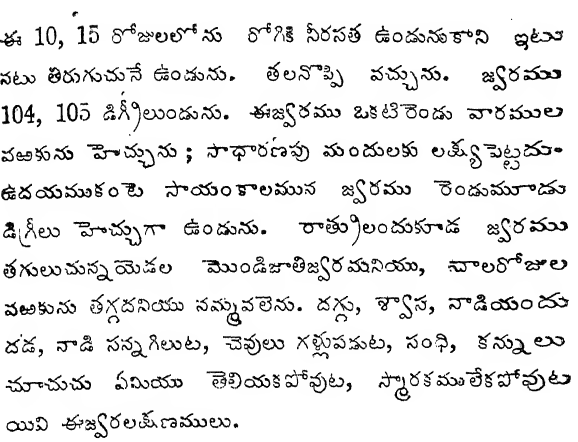 ఈ 10, 15 రోజులలోను రోగికి నీరసత ఉండునుకాని ఇటు
నటు తిరుగుచునే ఉండును. తలనొప్పి వచ్చును. జ్వరము
104, 105 డిగ్రీలుండును. ఈజ్వరము ఒకటిరెండు వారముల
వఱకును హెచ్చును ; సాధారణపు మందులకు లక్ష్యపెట్టదు-
ఉదయముకంటె సాయంకాలమున జ్వరము రెండుమూడు
డిగ్రీలు హెచ్చుగా ఉండును. రాత్రులందుకూడ జ్వరము
తగులుచున్నయెడల మొండిజాతిజ్వరమనియు, చాలరోజుల
వఱకును తగ్గదనియు నమ్మవలెను. దగ్గు, శ్వాస, నాడియందు
దడ, నాడి సన్నగిలుట, చెవులు గళ్లుపడుట, సంధి, కన్నులు
చూచుచు ఏమియు తెలియకపోవుట, స్మారకములేకపోవుట
యివి ఈజ్వరలక్షణములు.